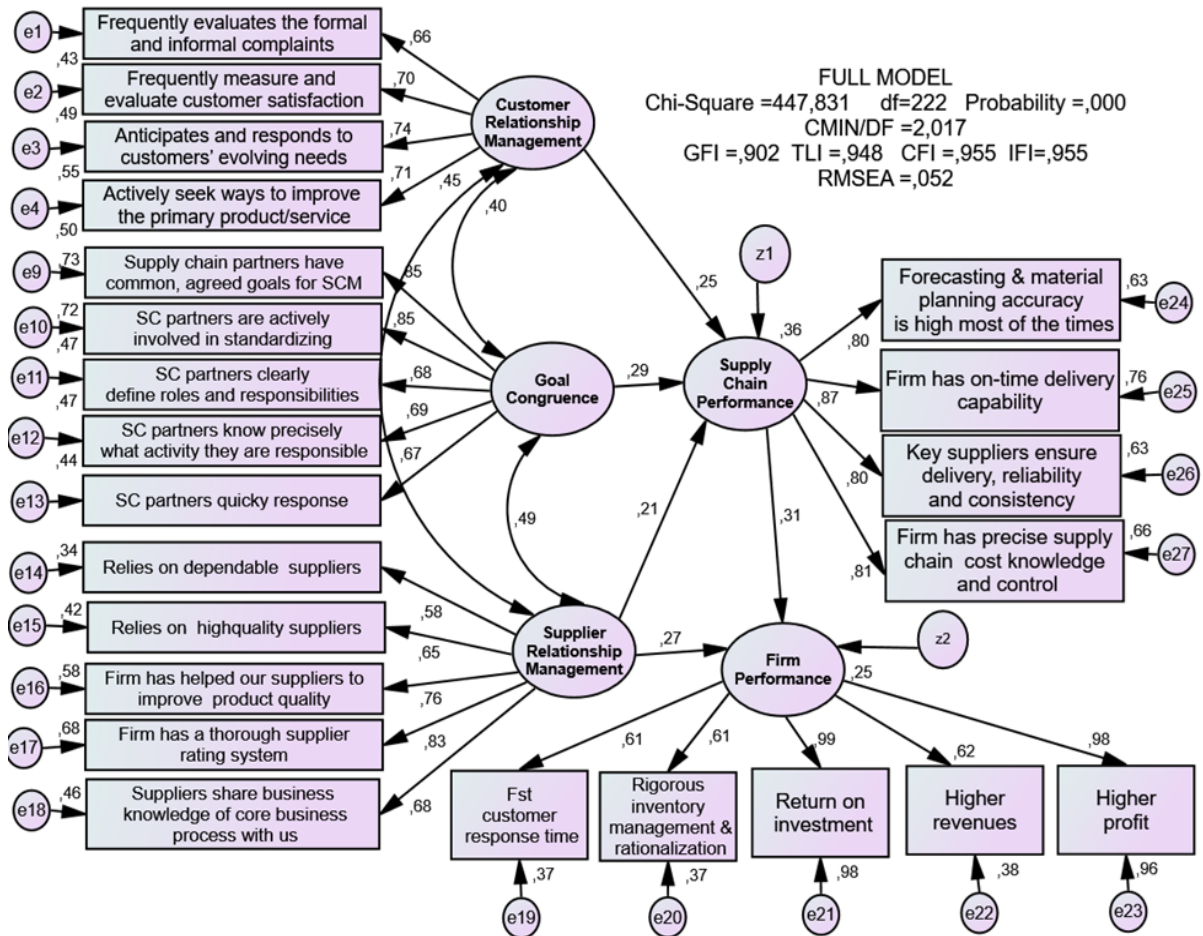 e1
Frequently evaluates the formal
and informal complaints
,43
,66
e2
Frequently measure and
evaluate customer satisfaction
,49
,70
e3
Anticipates and responds to
customers' evolving needs
,55
,74
e4
Actively seek ways to improve
the primary product/service
,50
,71
Customer
Relationship
Management
,45
,40
FULL MODEL
Chi-Square =447,831 df=222 Probability =,000
CMIN/DF =2,017
GFI =,902 TLI =,948 CFI =,955 IFI=,955
RMSEA =,052
e9
,73
Supply chain partners have
common, agreed goals for SCM
,85
e10
,72
SC partners are actively
involved in standardizing
,85
,47
e11
SC partners clearly
define roles and responsibilities
,68
,47
e12
SC partners know precisely
what activity they are responsible
,69
,44
e13
SC partners quicky response
,67
Goal
Congruence
,29
,25
z1
,36
Supply
Chain
Performance
,80
Forecasting & material
planning accuracy
is high most of the times
,63
e24
,87
Firm has on-time delivery
capability
,76
e25
,80
Key suppliers ensure
delivery, reliability
and consistency
,63
e26
,81
Firm has precise supply
chain cost knowledge
and control
,66
e27
,49
,21
,31
e14
,34
Relies on dependable suppliers
,58
e15
,42
Relies on highquality suppliers
,65
e16
,58
Firm has helped our suppliers to
improve product quality
,76
e17
,68
Firm has a thorough supplier
rating system
,83
e18
,46
Suppliers share business
knowledge of core business
process with us
,68
Supplier
Relationship
Management
,27
Firm
Performance
z2
,25
,61
,61
,99
,62
,98
Fst
customer
response time
Rigorous
inventory
management &
rationalization
Return on
investment
Higher
revenues
Higher
profit
,37
,37
,98
,38
,96
e19
e20
e21
e22
e23